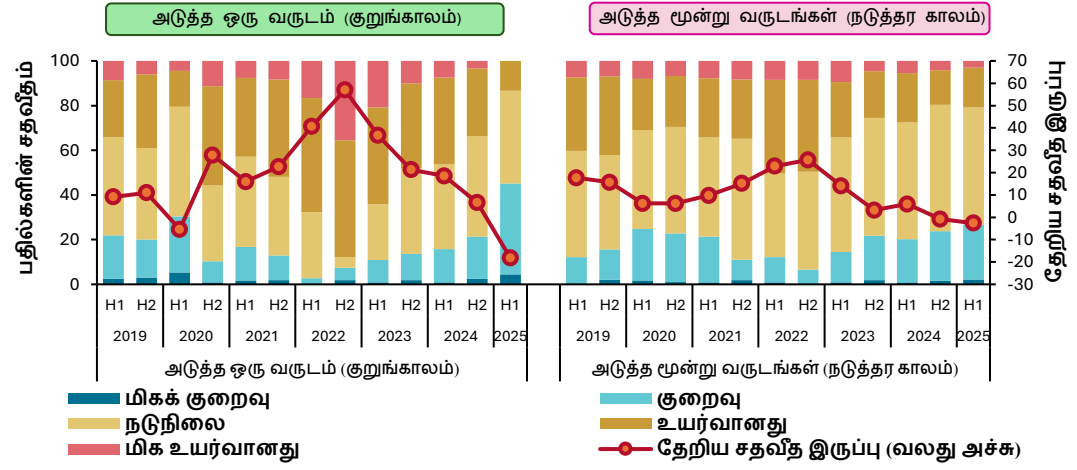 அடுத்த ஒரு வருடம் (குறுங்காலம்)
அடுத்த மூன்று வருடங்கள் (நடுத்தர காலம்)
பதில்களின் சதவீதம்
100
80
60
40
20
0
70
60
50
40
30
20
10
0
-10
-20
-30
தேறிய சதவீத இருப்பு
H1 H2 H1 H2 H1 H2 H1 H2 H1 H2 H1 H2 H1
2019 2020 2021 2022 2023 2024 2025
அடுத்த ஒரு வருடம் (குறுங்காலம்)
H1 H2 H1 H2 H1 H2 H1 H2 H1 H2 H1 H2 H1
2019 2020 2021 2022 2023 2024 2025
அடுத்த மூன்று வருடங்கள் (நடுத்தர காலம்)
மிகக் குறைவு
குறைவு
நடுநிலை
உயர்வானது
மிக உயர்வானது
தேறிய சதவீத இருப்பு (வலது அச்சு)